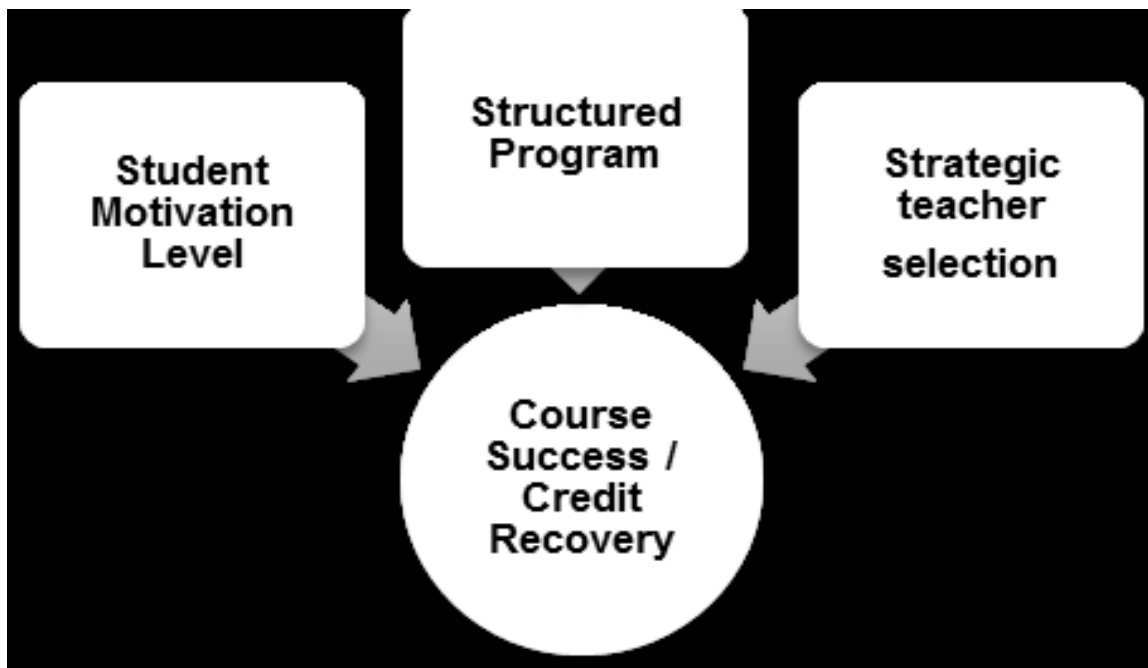 Structured
Program
Student
Motivation
Level
Strategic
teacher
selection
Course
Success /
Credit
Recovery